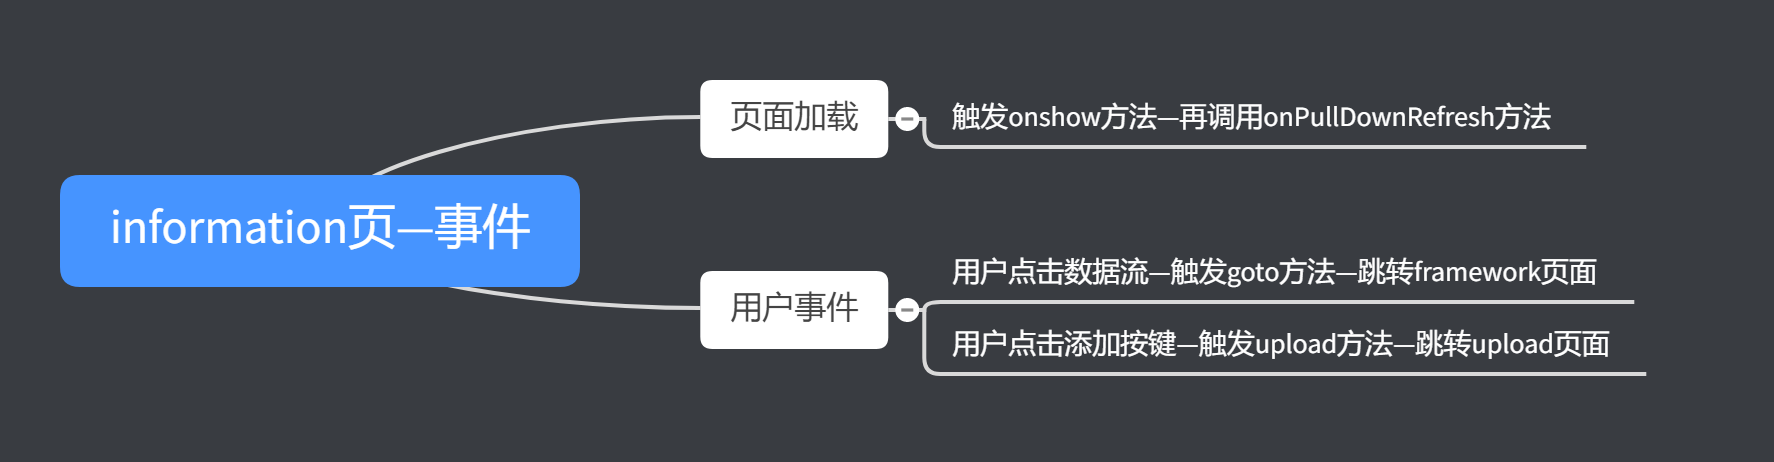 information页—事件
页面加载
触发onshow方法—再调用onPullDownRefresh方法
用户事件
用户点击数据流—触发goto方法—跳转framework页面
用户点击添加按键—触发upload方法—跳转upload页面